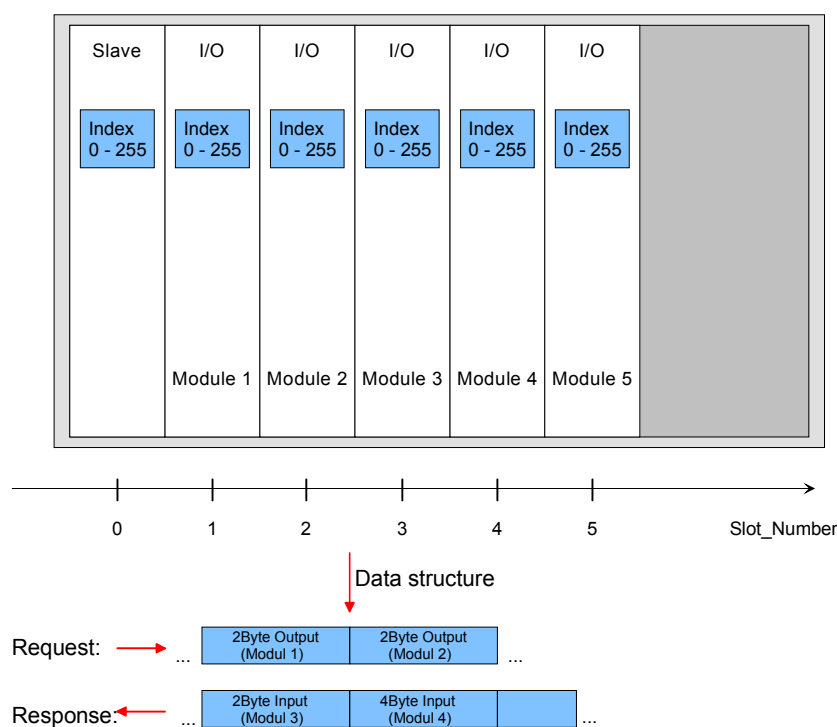 Slave I/O I/O I/O I/O I/O
Index Index Index Index Index Index
0 - 255 0 - 255 0 - 255 0 - 255 0 - 255 0 - 255
Module 1 Module 2 Module 3 Module 4 Module 5
0 1 2 3 4 5 Slot_Number
Data structure
Request: ... 2Byte Output 2Byte Output ...
(Modul 1) (Modul 2)
Response: ... 2Byte Input 4Byte Input ...
(Modul 3) (Modul 4)